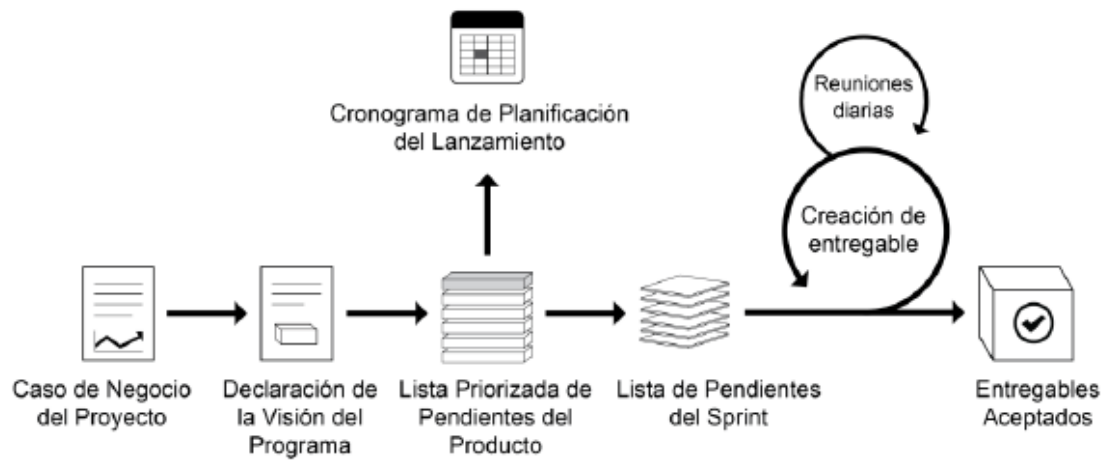 Cronograma de Planificación
del Lanzamiento
Reuniones
diarias
Creación de
entregable
Caso de Negocio
del Proyecto
Declaración de
la Visión del
Programa
Lista Priorizada de
Pendientes del
Producto
Lista de Pendientes
del Sprint
Entregables
Aceptados